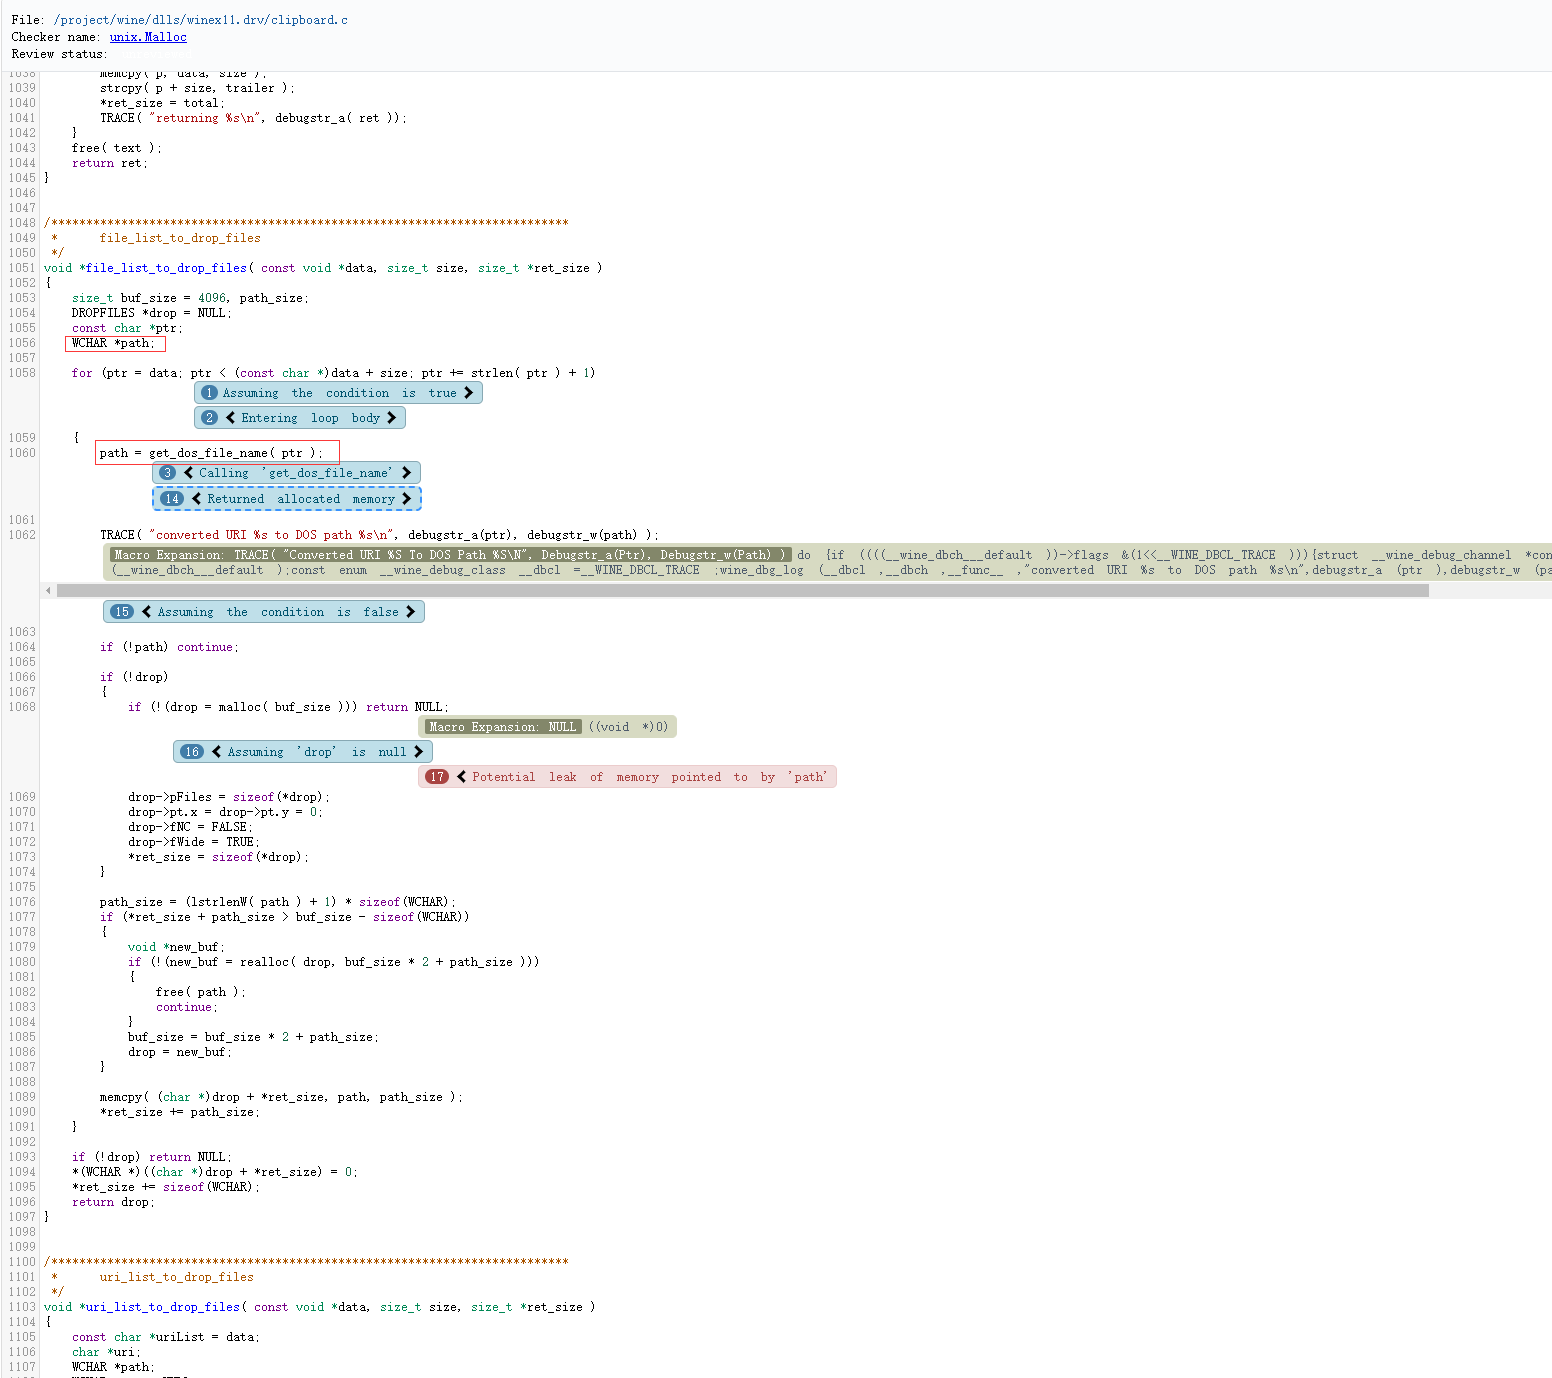 File: /project/wine/dlls/winex11.drv/clipboard.c
Checker name: unix.Malloc
Review status:
1038 memcpy( p, data, size );
1039 strcpy( p + size, trailer );
1040 *ret_size = total;
1041 TRACE( "returning %s\n", debugstr_a( ret ));
1042 }
1043 free( text );
1044 return ret;
1045 }
1046
1047
1048 /**************************************************************************
1049 * file_list_to_drop_files
1050 */
1051 void *file_list_to_drop_files( const void *data, size_t size, size_t *ret_size )
1052 {
1053 size_t buf_size = 4096, path_size;
1054 DROPFILES *drop = NULL;
1055 const char *ptr;
1056 WCHAR *path;
1057
1058 for (ptr = data; ptr < (const char *)data + size; ptr += strlen( ptr ) + 1)
1 Assuming the condition is true
2 Entering loop body
1059 {
1060 path = get_dos_file_name( ptr );
3 Calling 'get_dos_file_name'
14 Returned allocated memory
1061
1062 TRACE( "converted URI %s to DOS path %s\n", debugstr_a(ptr), debugstr_w(path) );
Macro Expansion: TRACE( "Converted URI %S To DOS Path %S\N", Debugstr_a(Ptr), Debugstr_w(Path) ) do {if ((((__wine_dbch___default ))->flags &(1<<__WINE_DBCL_TRACE ))){struct __wine_debug_channel *con
(__wine_dbch___default );const enum __wine_debug_class __dbcl =__WINE_DBCL_TRACE ;wine_dbg_log (__dbcl ,__dbch ,__func__ ,"converted URI %s to DOS path %s\n",debugstr_a (ptr ),debugstr_w (pa
15 Assuming the condition is false
1063
1064 if (!path) continue;
1065
1066 if (!drop)
1067 {
1068 if (!(drop = malloc( buf_size ))) return NULL;
Macro Expansion: NULL ((void *)0)
16 Assuming 'drop' is null
17 Potential leak of memory pointed to by 'path'
1069 drop->pFiles = sizeof(*drop);
1070 drop->pt.x = drop->pt.y = 0;
1071 drop->fNC = FALSE;
1072 drop->fWide = TRUE;
1073 *ret_size = sizeof(*drop);
1074 }
1075
1076 path_size = (lstrlenW( path ) + 1) * sizeof(WCHAR);
1077 if (*ret_size + path_size > buf_size - sizeof(WCHAR))
1078 {
1079 void *new_buf;
1080 if (!(new_buf = realloc( drop, buf_size * 2 + path_size )))
1081 {
1082 free( path );
1083 continue;
1084 }
1085 buf_size = buf_size * 2 + path_size;
1086 drop = new_buf;
1087 }
1088
1089 memcpy( (char *)drop + *ret_size, path, path_size );
1090 *ret_size += path_size;
1091 }
1092
1093 if (!drop) return NULL;
1094 *(WCHAR *)((char *)drop + *ret_size) = 0;
1095 *ret_size += sizeof(WCHAR);
1096 return drop;
1097 }
1098
1099
1100 /**************************************************************************
1101 * uri_list_to_drop_files
1102 */
1103 void *uri_list_to_drop_files( const void *data, size_t size, size_t *ret_size )
1104 {
1105 const char *uriList = data;
1106 char *uri;
1107 WCHAR *path;